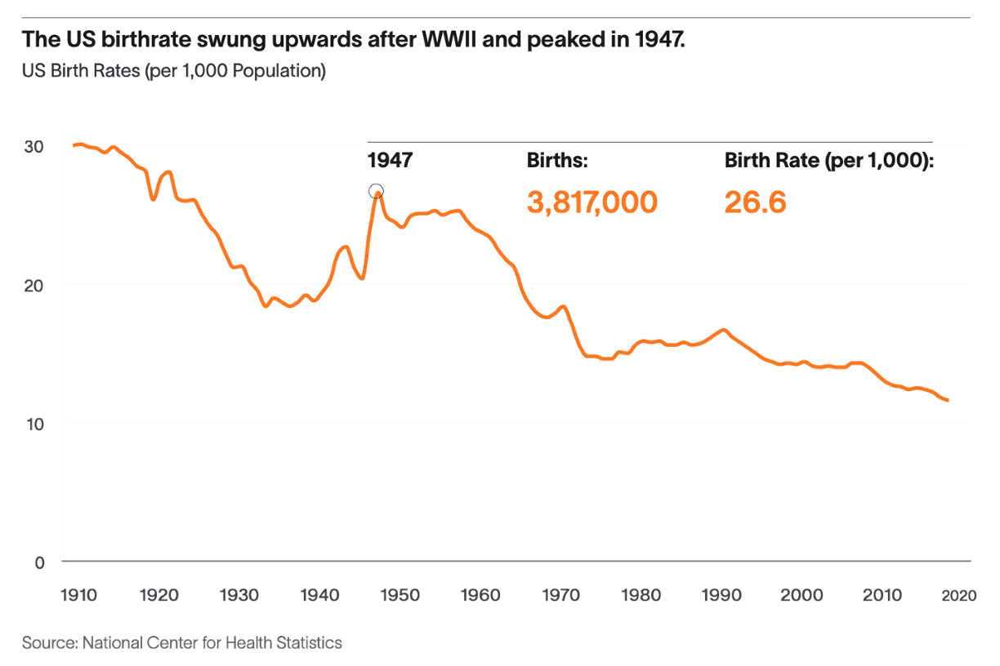 The US birthrate swung upwards after WWII and peaked in 1947.
US Birth Rates (per 1,000 Population)
30
1947 Births: Birth Rate (per 1,000):
3,817,000 26.6
20
10
0
1910 1920 1930 1940 1950 1960 1970 1980 1990 2000 2010 2020
Source: National Center for Health Statistics